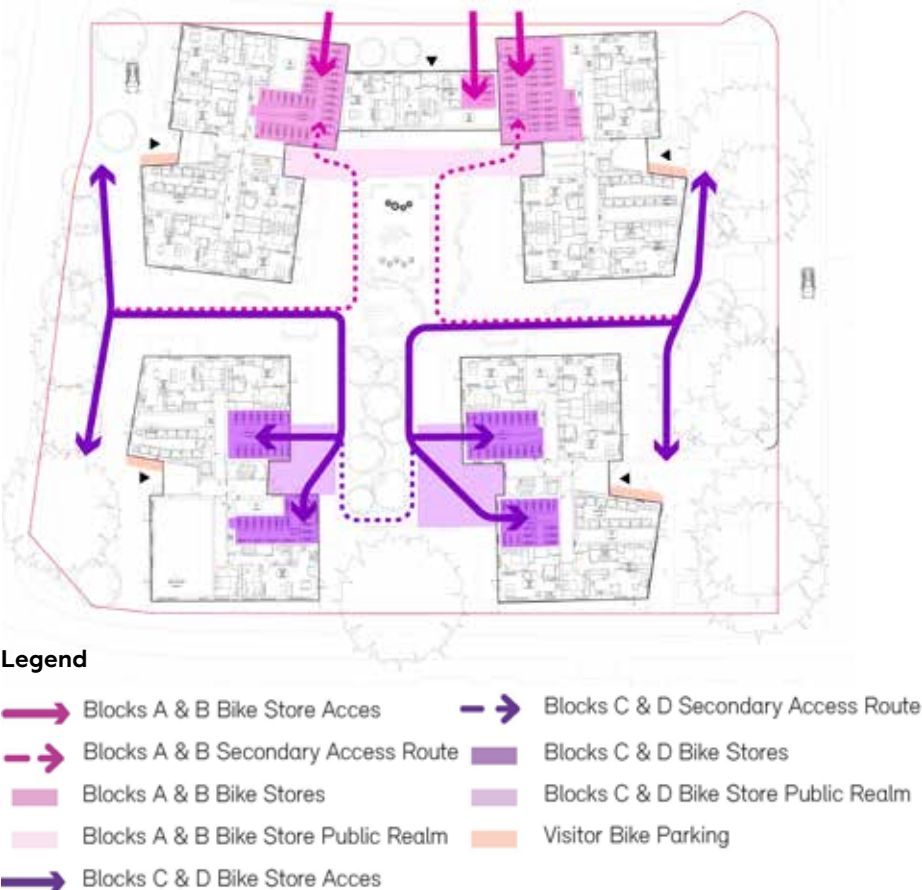 Legend
Blocks A & B Bike Store Acces
Blocks A & B Secondary Access Route
Blocks A & B Bike Stores
Blocks A & B Bike Store Public Realm
Blocks C & D Bike Store Acces
Blocks C & D Secondary Access Route
Blocks C & D Bike Stores
Blocks C & D Bike Store Public Realm
Visitor Bike Parking